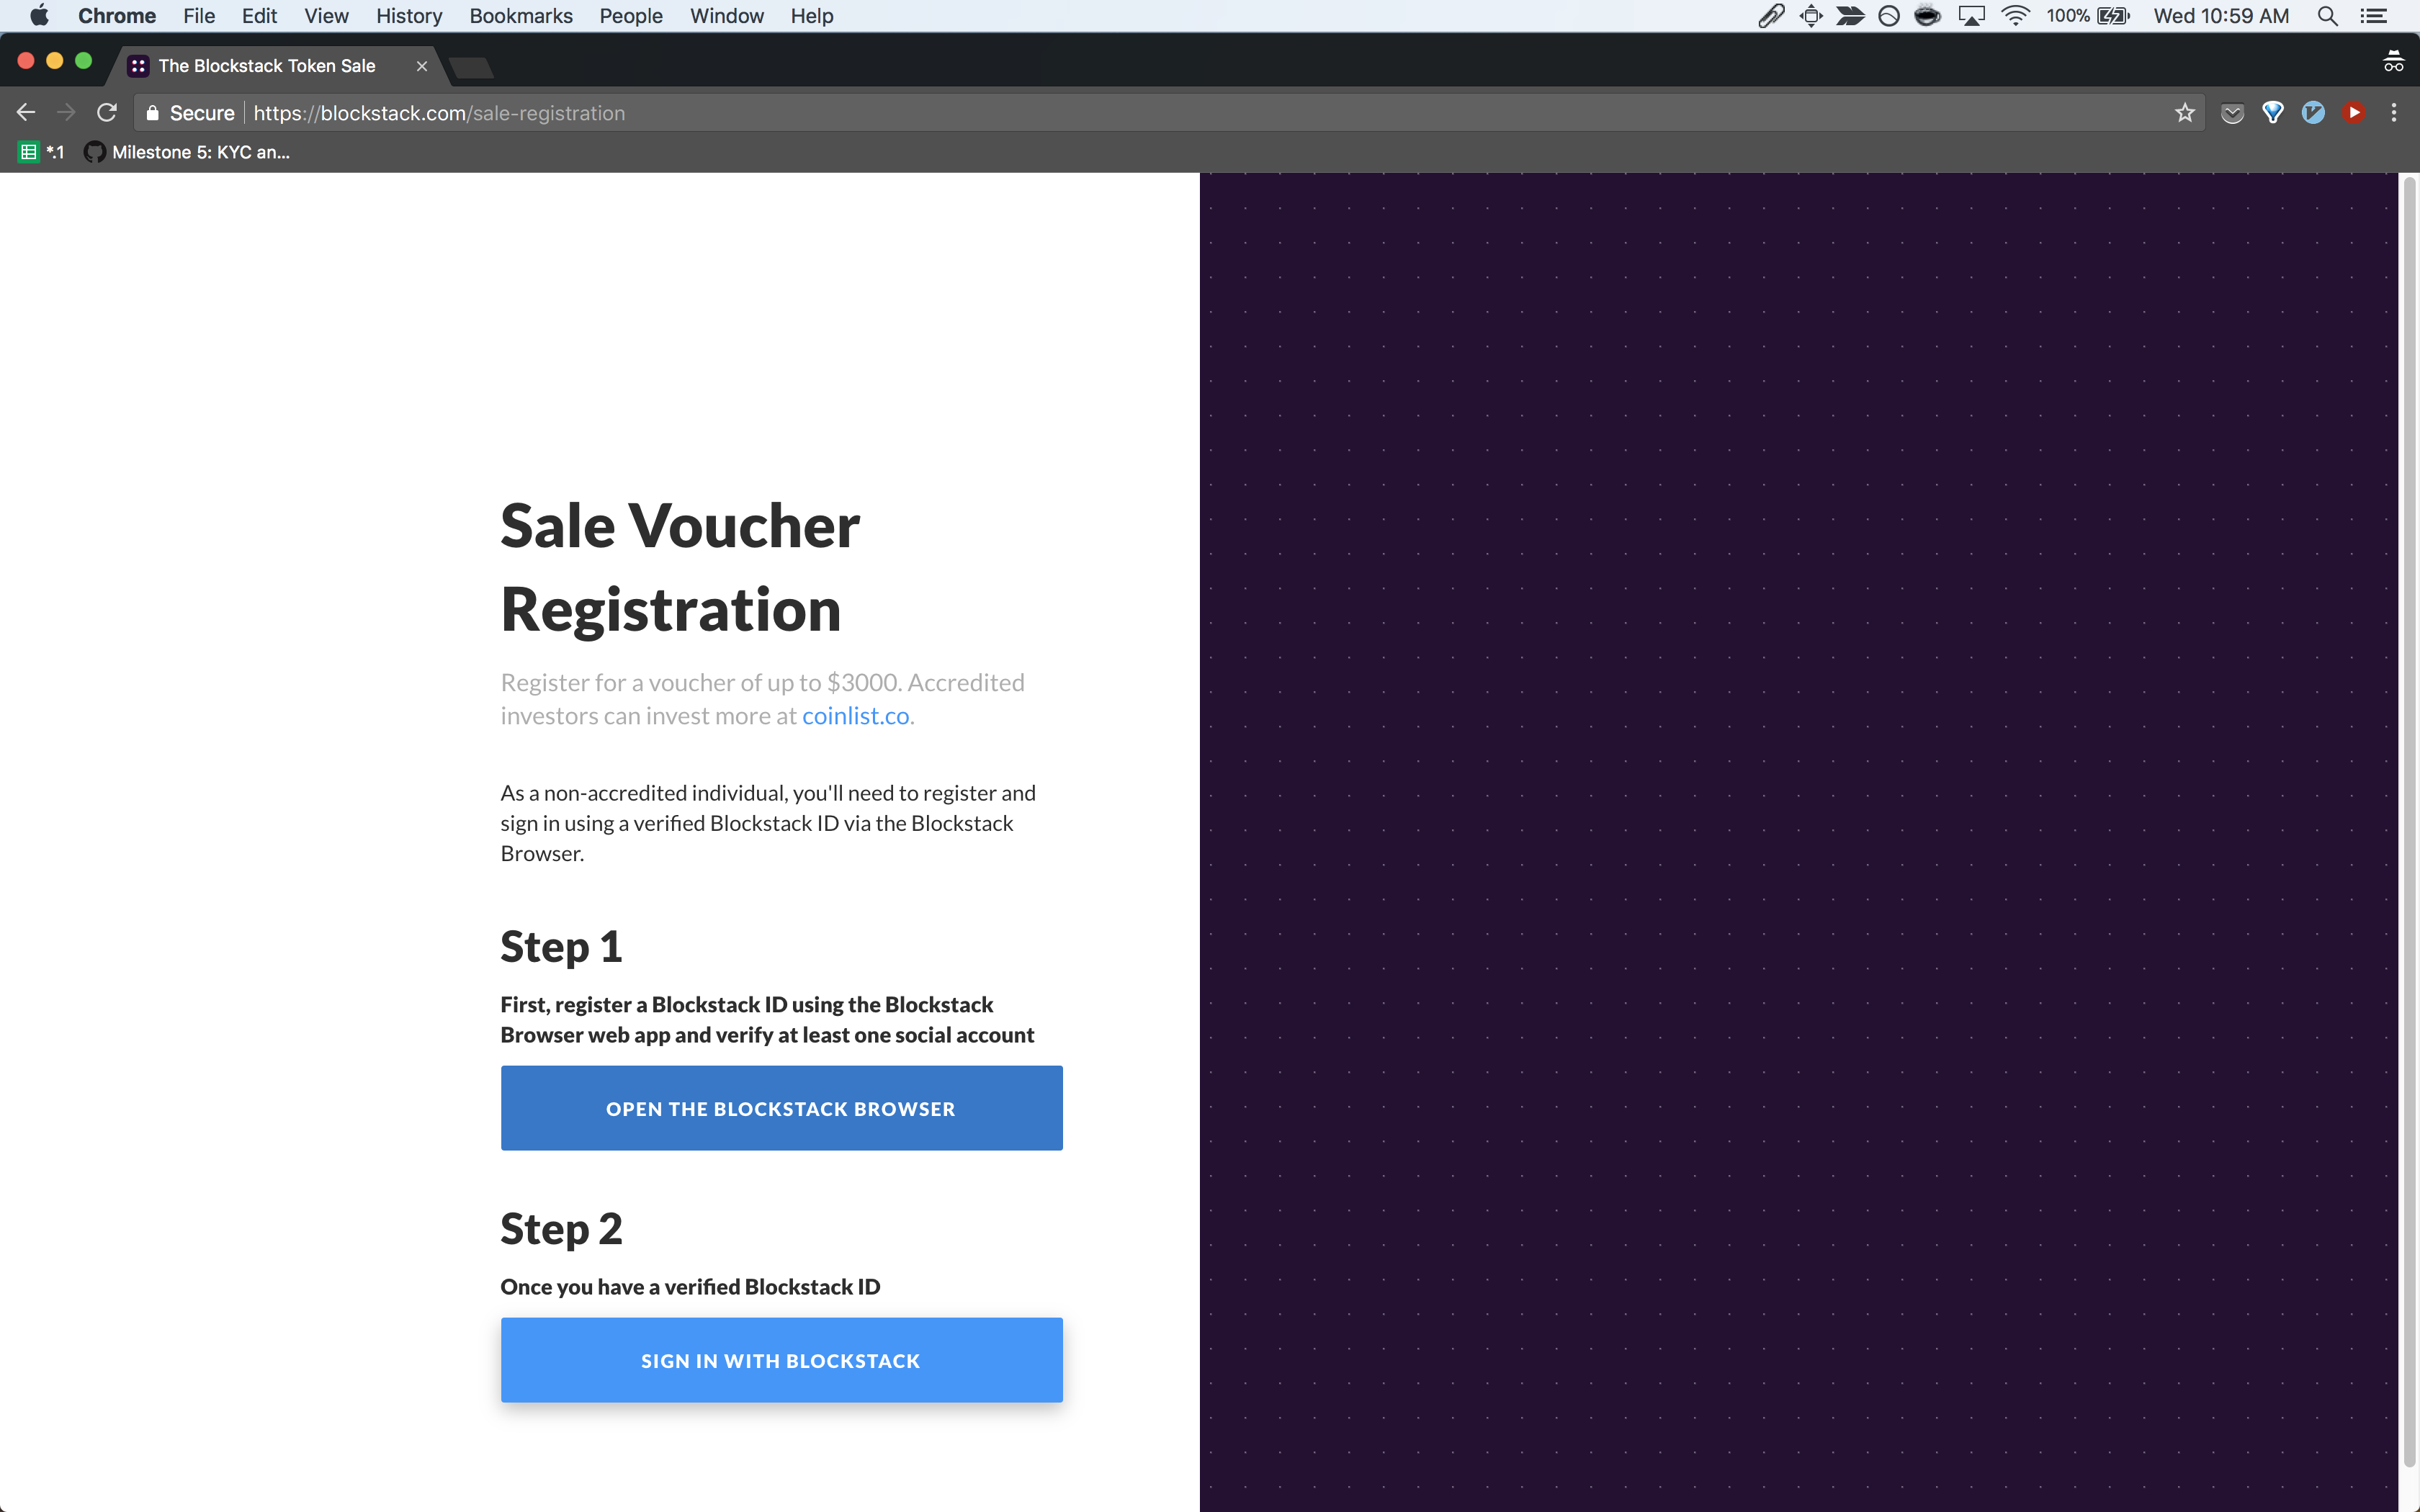 Chrome File Edit View History Bookmarks People Window Help 100% Wed 10:59 AM
The Blockstack Token Sale
Secure https://blockstack.com/sale-registration
*.1 Milestone 5: KYC an...
Sale Voucher
Registration
Register for a voucher of up to $3000. Accredited
investors can invest more at coinlist.co.
As a non-accredited individual, you'll need to register and
sign in using a verified Blockstack ID via the Blockstack
Browser.
Step 1
First, register a Blockstack ID using the Blockstack
Browser web app and verify at least one social account
OPEN THE BLOCKSTACK BROWSER
Step 2
Once you have a verified Blockstack ID
SIGN IN WITH BLOCKSTACK